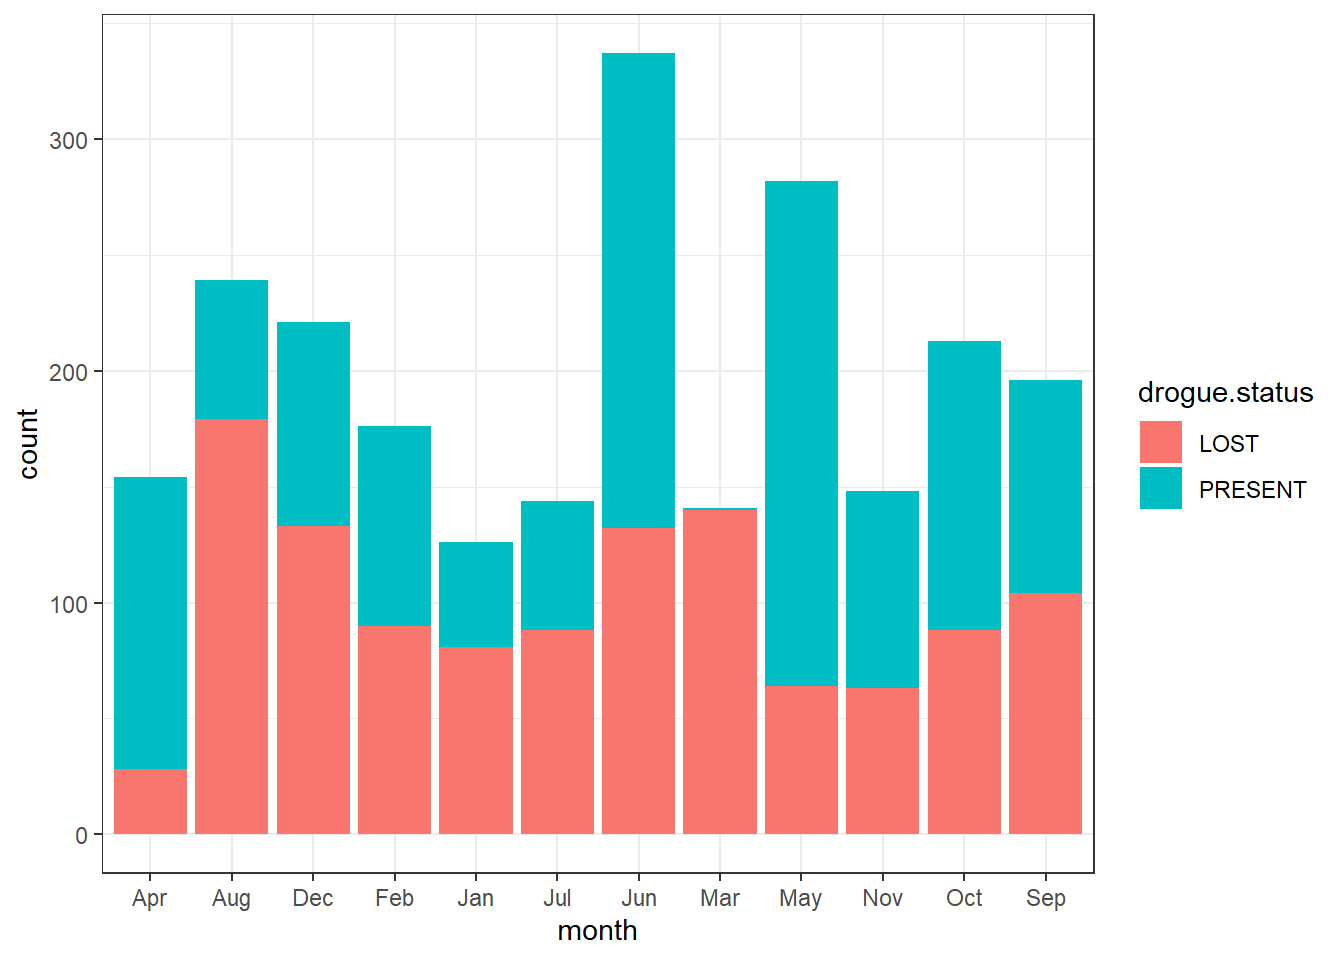 300
200
100
0
count
Apr Aug Dec Feb Jan Jul Jun Mar May Nov Oct Sep
month
drogue.status
LOST
PRESENT